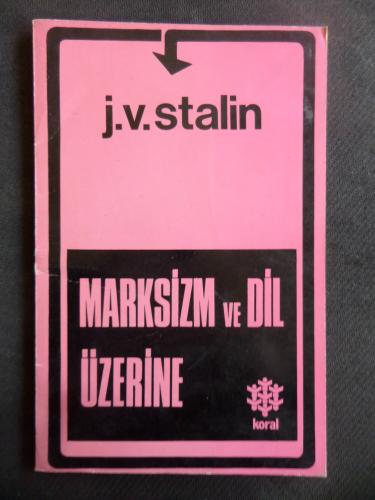 j.v.stalin
MARKSİZM VE DİL
ÜZERİNE
koral